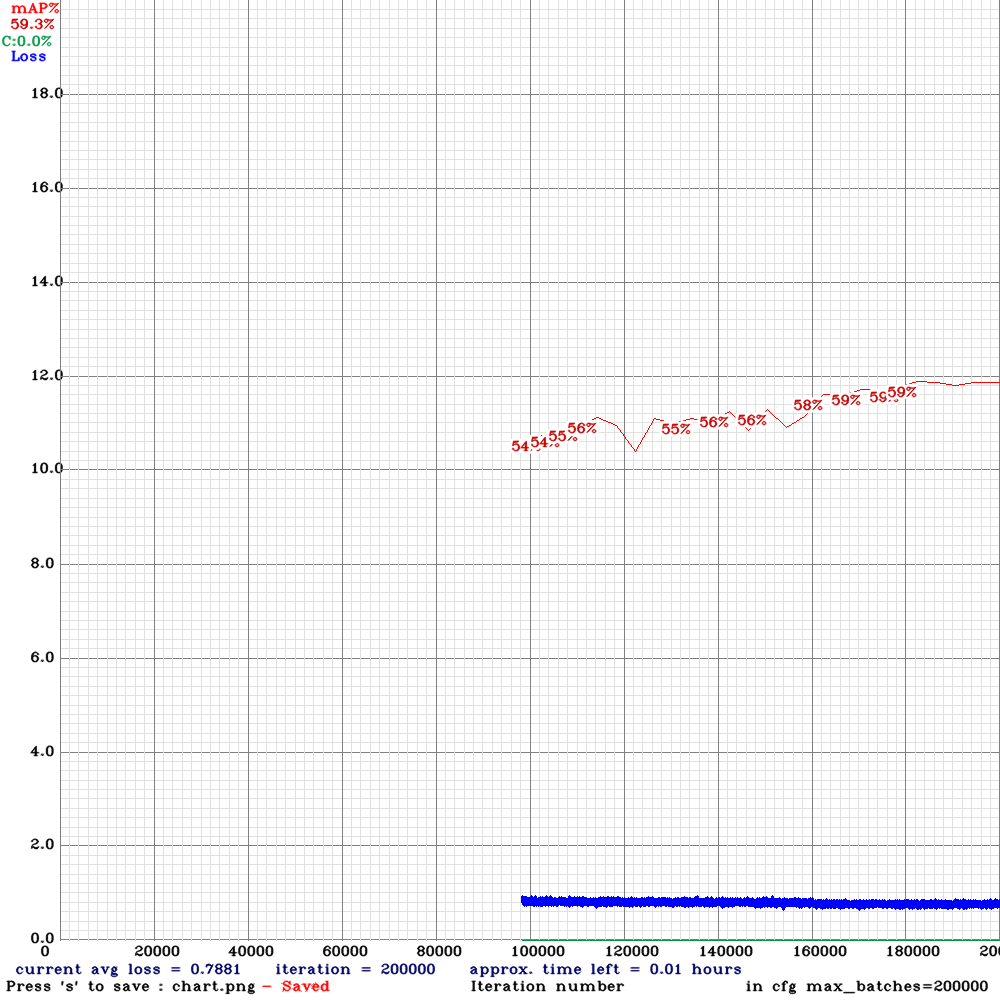 mAP%
59.3%
C:0.0%
Loss
18.0
16.0
14.0
12.0
10.0
8.0
6.0
4.0
2.0
0.0
54% 54% 55% 56% 55% 56% 56% 58% 59% 59% 59%
0 20000 40000 60000 80000 100000 120000 140000 160000 180000 200
current avg loss = 0.7881 iteration = 200000 approx. time left = 0.01 hours
Press 's' to save : chart.png - Saved Iteration number in cfg max_batches=200000